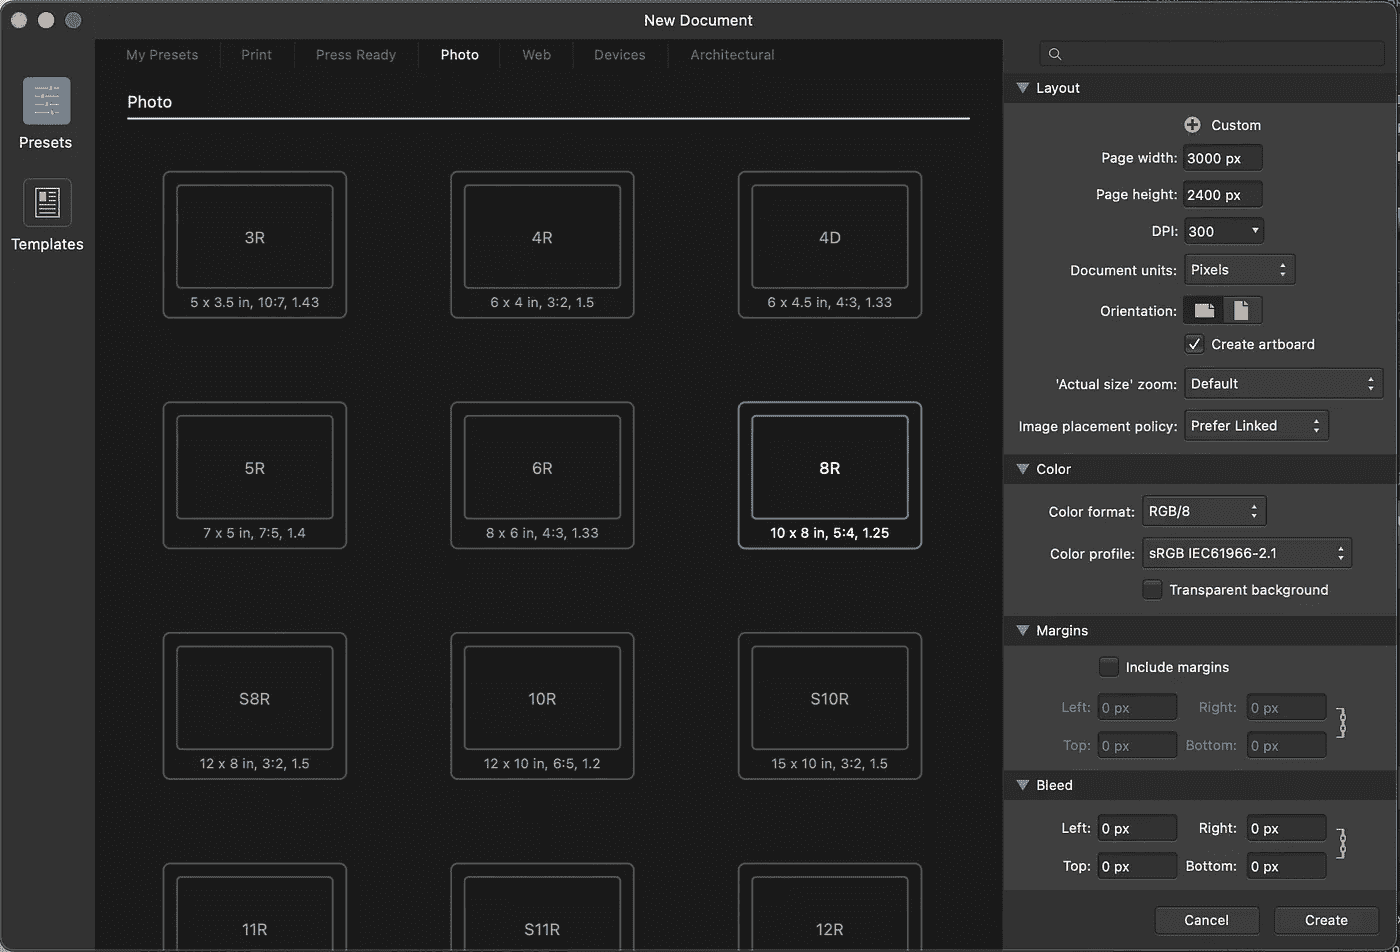 New Document
My Presets Print Press Ready Photo Web Devices Architectural
Presets
Templates
Photo
3R 4R 4D
5 x 3.5 in, 10:7, 1.43 6 x 4 in, 3:2, 1.5 6 x 4.5 in, 4:3, 1.33
5R 6R 8R
7 x 5 in, 7:5, 1.4 8 x 6 in, 4:3, 1.33 10 x 8 in, 5:4, 1.25
S8R 10R S10R
12 x 8 in, 3:2, 1.5 12 x 10 in, 6:5, 1.2 15 x 10 in, 3:2, 1.5
11R S11R 12R
Layout
Custom
Page width: 3000 px
Page height: 2400 px
DPI: 300
Document units: Pixels
Orientation:
Create artboard
'Actual size' zoom: Default
Image placement policy: Prefer Linked
Color
Color format: RGB/8
Color profile: sRGB IEC61966-2.1
Transparent background
Margins
Include margins
Left: 0 px Right: 0 px
Top: 0 px Bottom: 0 px
Bleed
Left: 0 px Right: 0 px
Top: 0 px Bottom: 0 px
Cancel Create